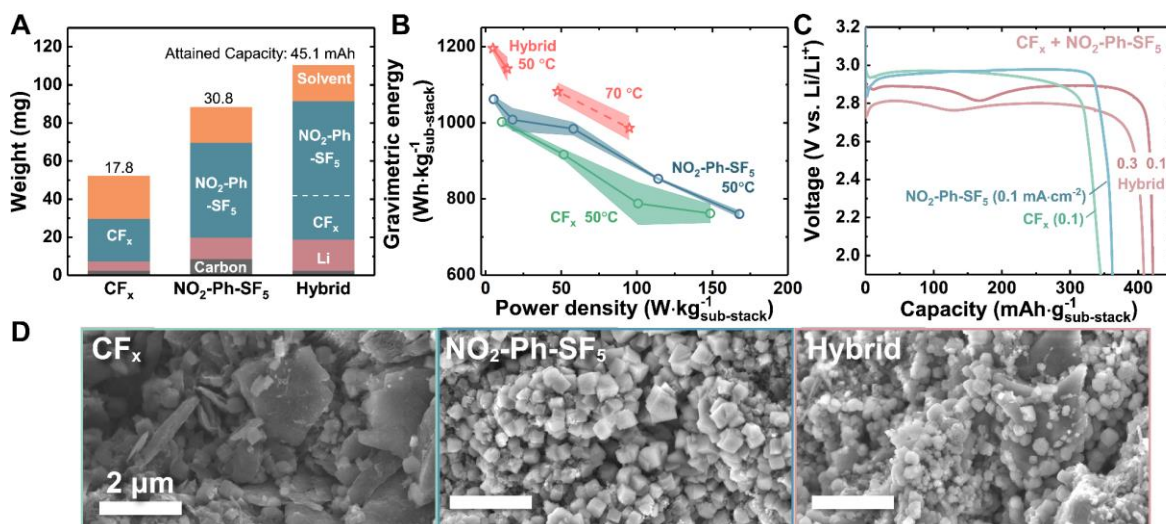 A
Weight (mg)
120
100
80
60
40
20
0
Attained Capacity: 45.1 mAh
17.8
30.8
CFₓ
NO₂-Ph
-SF₅
Carbon
Solvent
NO₂-Ph
-SF₅
CFₓ
Li
CFₓ
NO₂-Ph-SF₅
Hybrid
B
Gravimetric energy
(Wh·kg⁻¹sub-stack)
1200
1000
800
600
Hybrid
50 °C
70 °C
NO₂-Ph-SF₅
50°C
CFₓ 50°C
0
50
100
150
200
Power density (W·kg⁻¹sub-stack)
C
Voltage (V vs. Li/Li⁺)
3.2
3.0
2.8
2.6
2.4
2.2
2.0
CFₓ + NO₂-Ph-SF₅
0.3
0.1
Hybrid
NO₂-Ph-SF₅ (0.1 mA·cm⁻²)
CFₓ (0.1)
0
100
200
300
400
Capacity (mAh·g⁻¹sub-stack)
D
CFₓ
2 μm
NO₂-Ph-SF₅
Hybrid